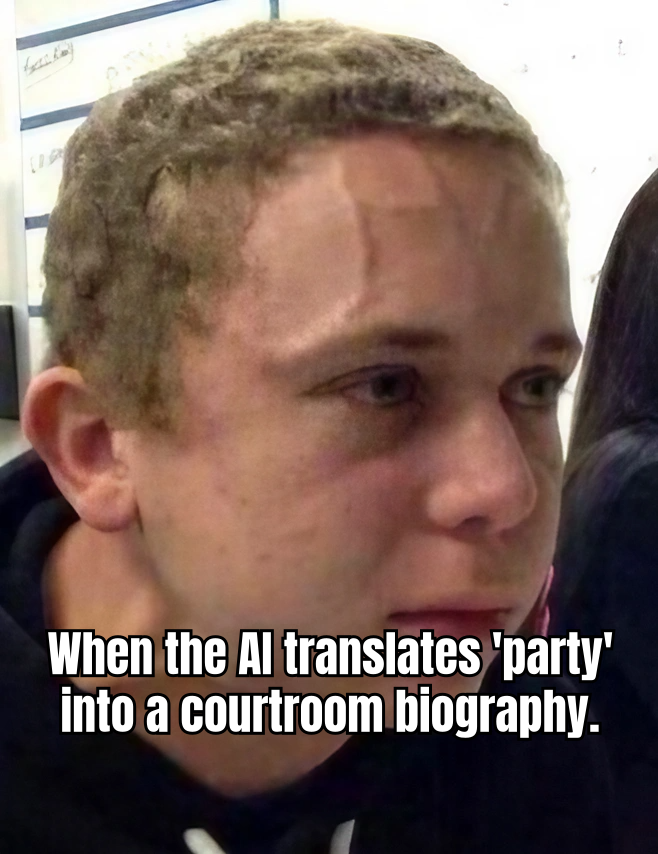 When the AI translates 'party'
into a courtroom biography.